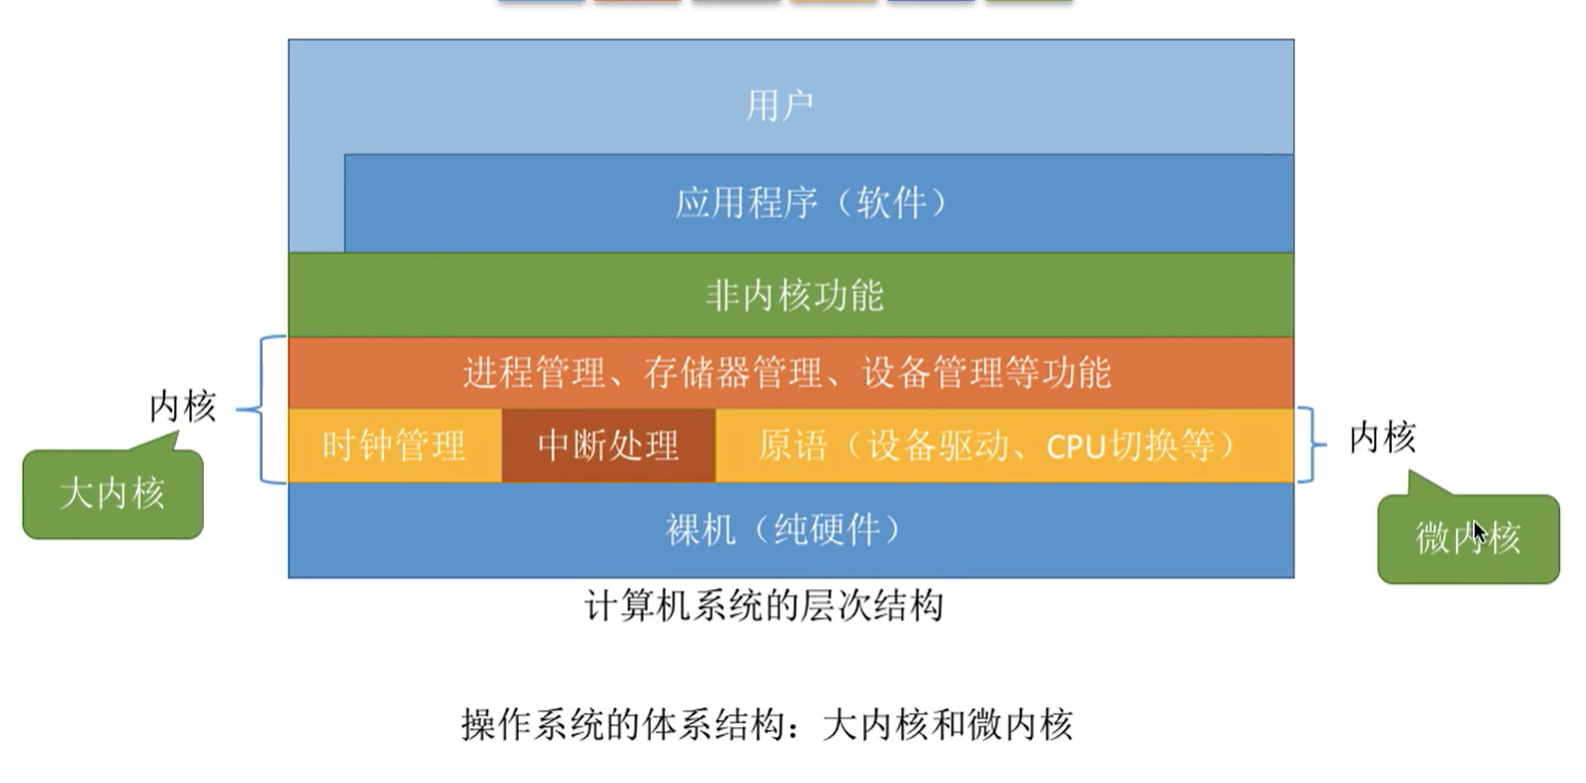 用户
应用程序（软件）
非内核功能
进程管理、存储器管理、设备管理等功能
内核
大内核
时钟管理
中断处理
原语（设备驱动、CPU切换等）
内核
微内核
裸机（纯硬件）
计算机系统的层次结构
操作系统的体系结构：大内核和微内核